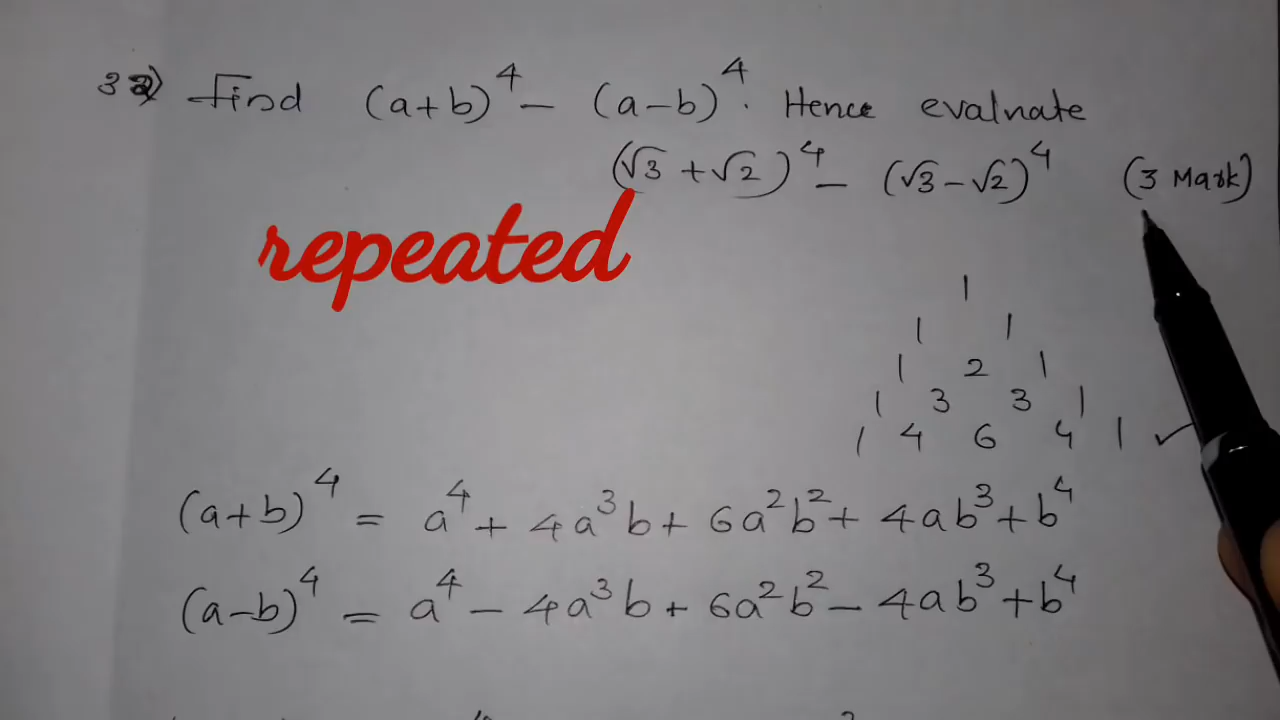 32) Find (a+b)⁴ – (a–b)⁴. Hence evaluate
(√3 + √2)⁴ – (√3 – √2)⁴ (3 Mark)
repeated
1
1 1
1 2 1
1 3 3 1
1 4 6 4 1 ✓
(a+b)⁴ = a⁴ + 4a³b + 6a²b² + 4ab³ + b⁴
(a–b)⁴ = a⁴ – 4a³b + 6a²b² – 4ab³ + b⁴